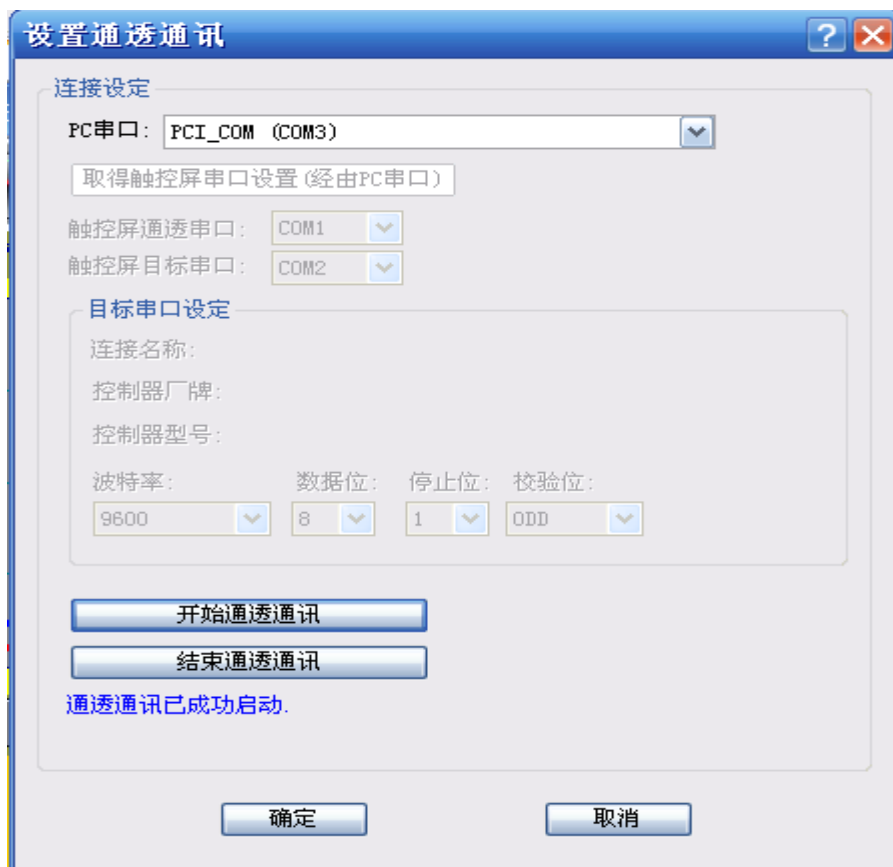 设置通透通讯
连接设定
PC串口: PCI_COM (COM3)
取得触控屏串口设置(经由PC串口)
触控屏通透串口: COM1
触控屏目标串口: COM2
目标串口设定
连接名称:
控制器厂牌:
控制器型号:
波特率: 数据位: 停止位: 校验位:
9600 8 1 ODD
开始通透通讯
结束通透通讯
通透通讯已成功启动.
确定 取消